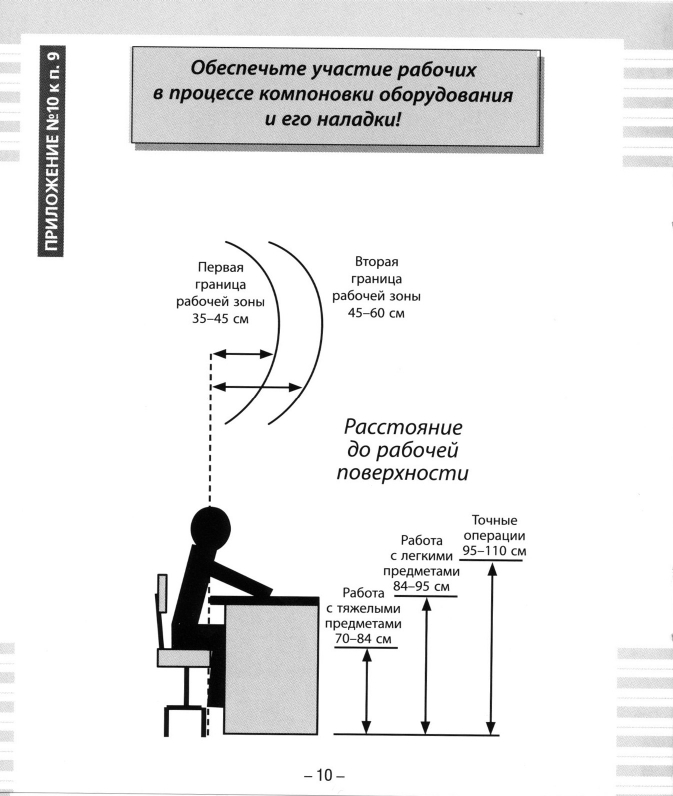 ПРИЛОЖЕНИЕ №10 к п. 9
Обеспечьте участие рабочих
в процессе компоновки оборудования
и его наладки!
Первая
граница
рабочей зоны
35–45 см
Вторая
граница
рабочей зоны
45–60 см
Расстояние
до рабочей
поверхности
Точные
операции
95–110 см
Работа
с легкими
предметами
84–95 см
Работа
с тяжелыми
предметами
70–84 см
– 10 –